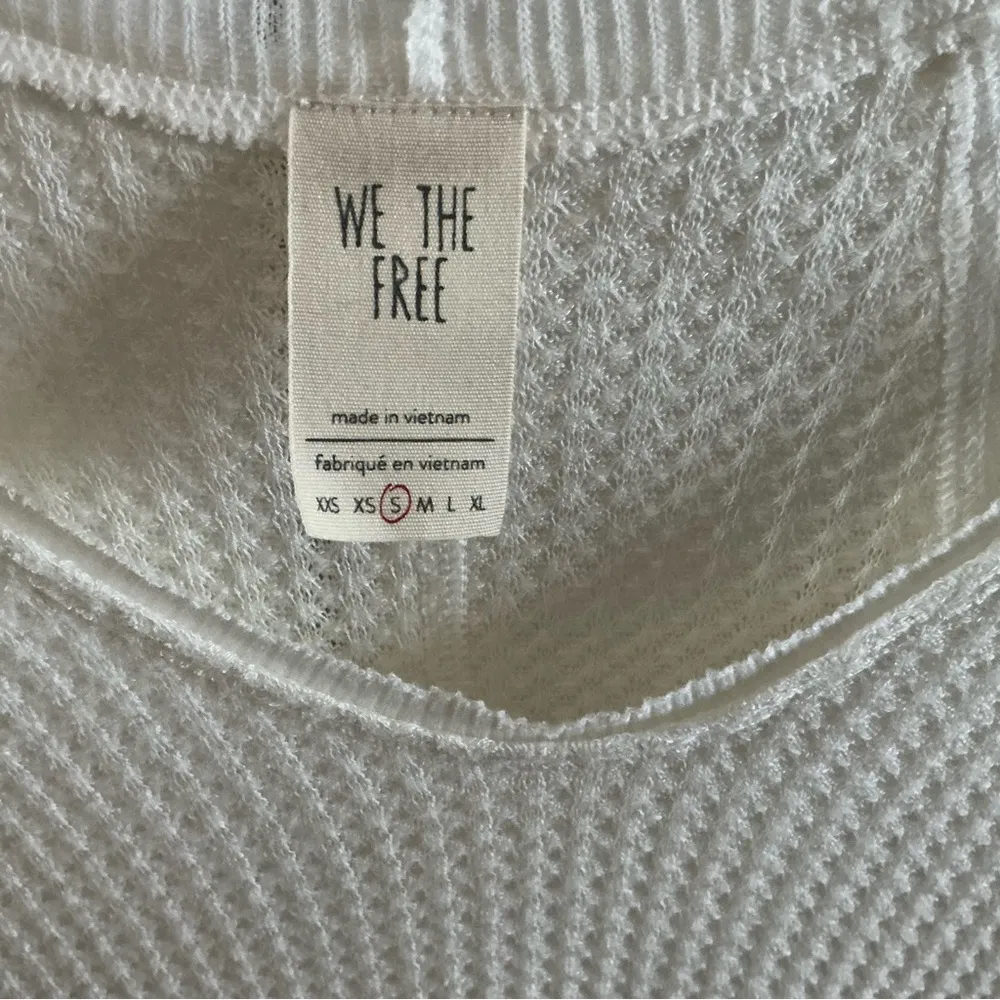 WE THE
FREE
made in vietnam
fabriqué en vietnam
XXS XS S M L XL